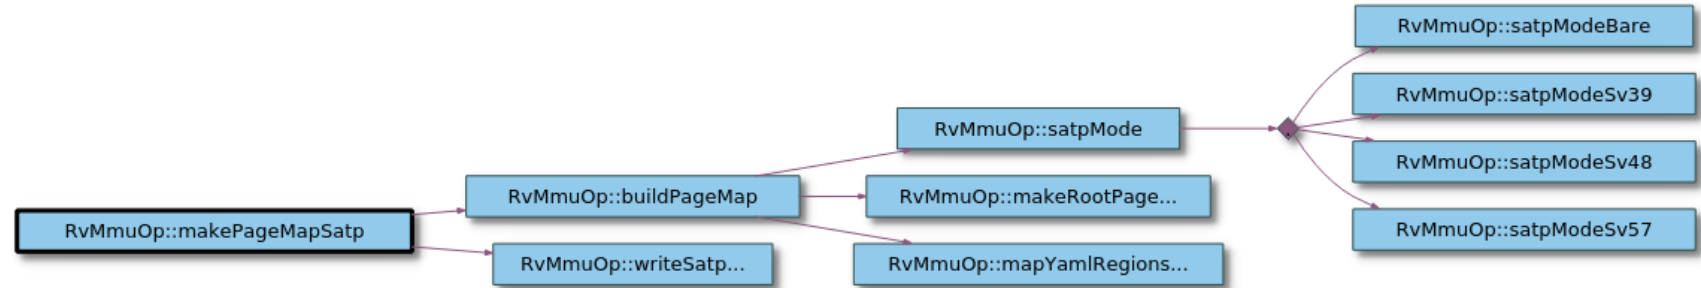 RvMmuOp::satpModeBare
RvMmuOp::satpModeSv39
RvMmuOp::satpMode
RvMmuOp::satpModeSv48
RvMmuOp::buildPageMap
RvMmuOp::makeRootPage...
RvMmuOp::makePageMapSatp
RvMmuOp::satpModeSv57
RvMmuOp::writeSatp...
RvMmuOp::mapYamlRegions...